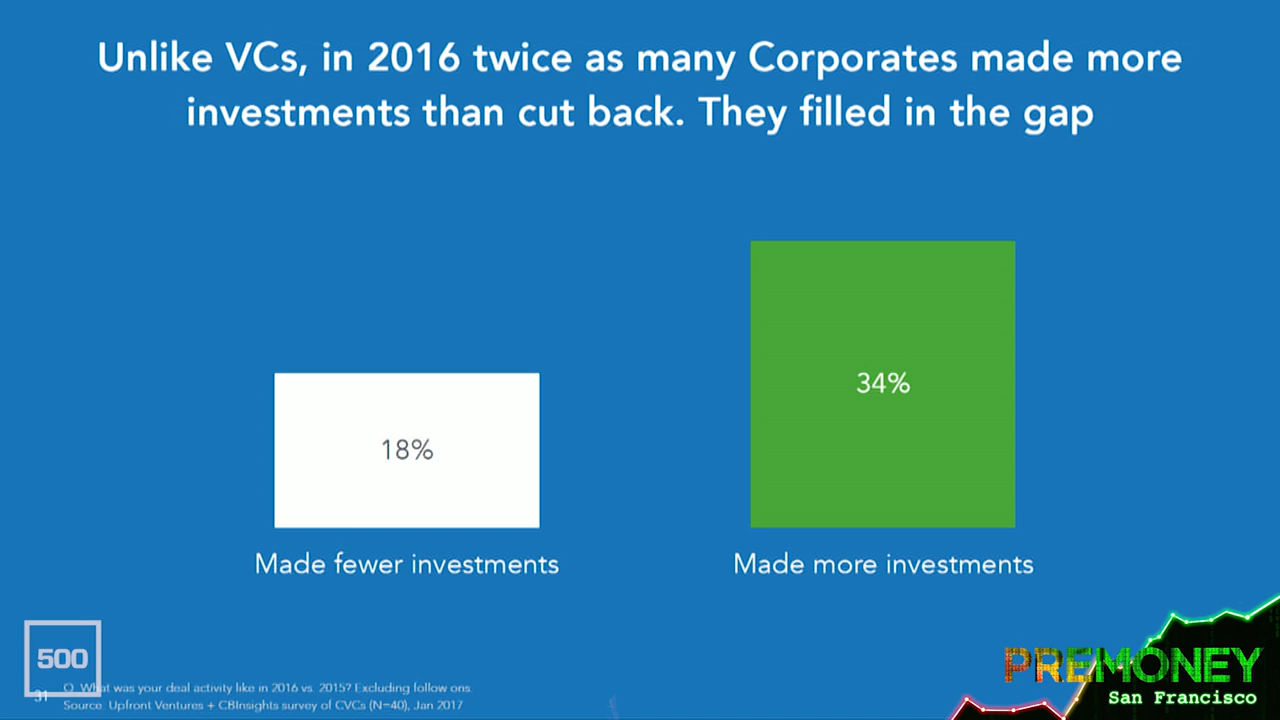 Unlike VCs, in 2016 twice as many Corporates made more
investments than cut back. They filled in the gap
18%
34%
Made fewer investments
Made more investments
500
31
Q. What was your deal activity like in 2016 vs. 2015? Excluding follow ons
Source: Upfront Ventures + CBInsights survey of CVCs (N=40), Jan 2017
PREMONEY
San Francisco